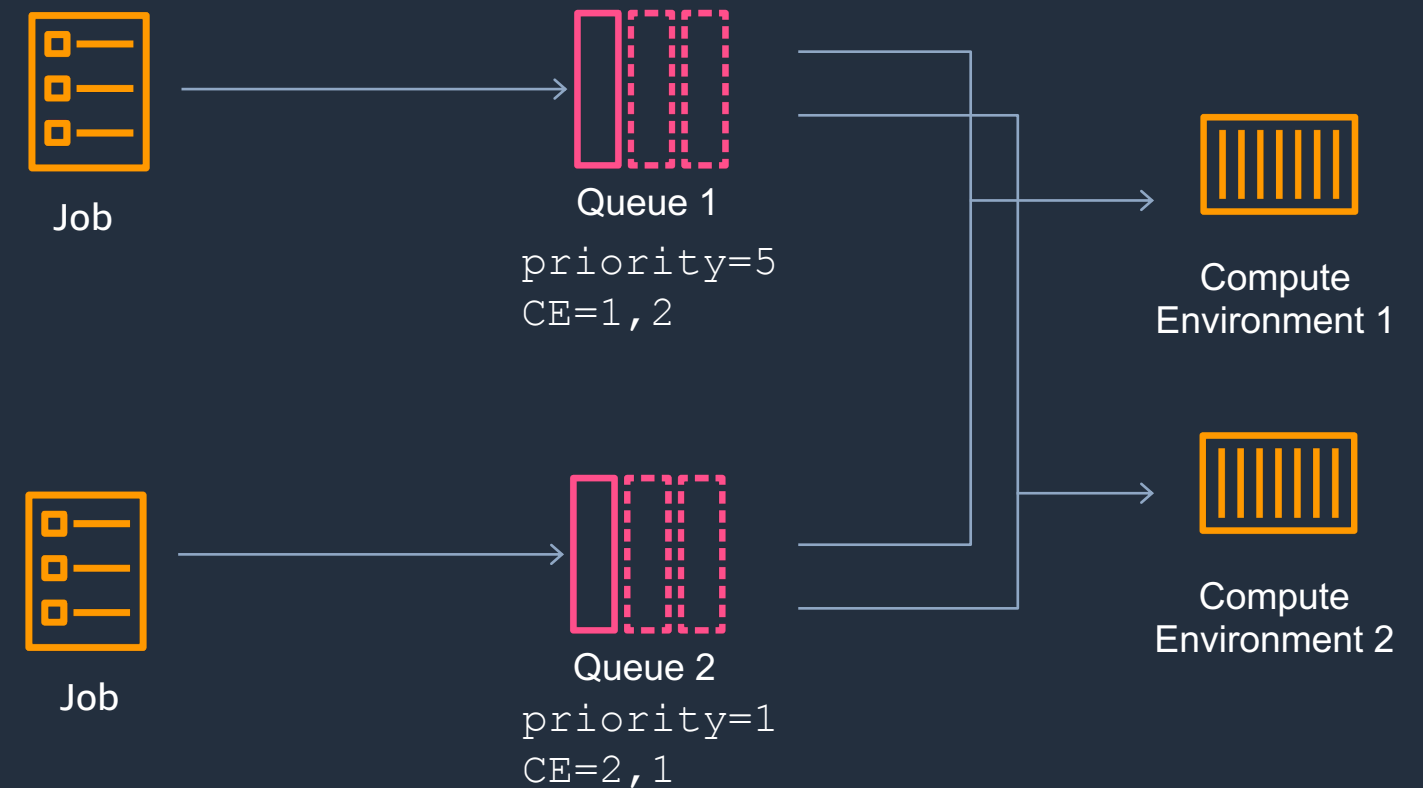 Job
Queue 1
priority=5
CE=1,2
Compute
Environment 1
Job
Queue 2
priority=1
CE=2,1
Compute
Environment 2